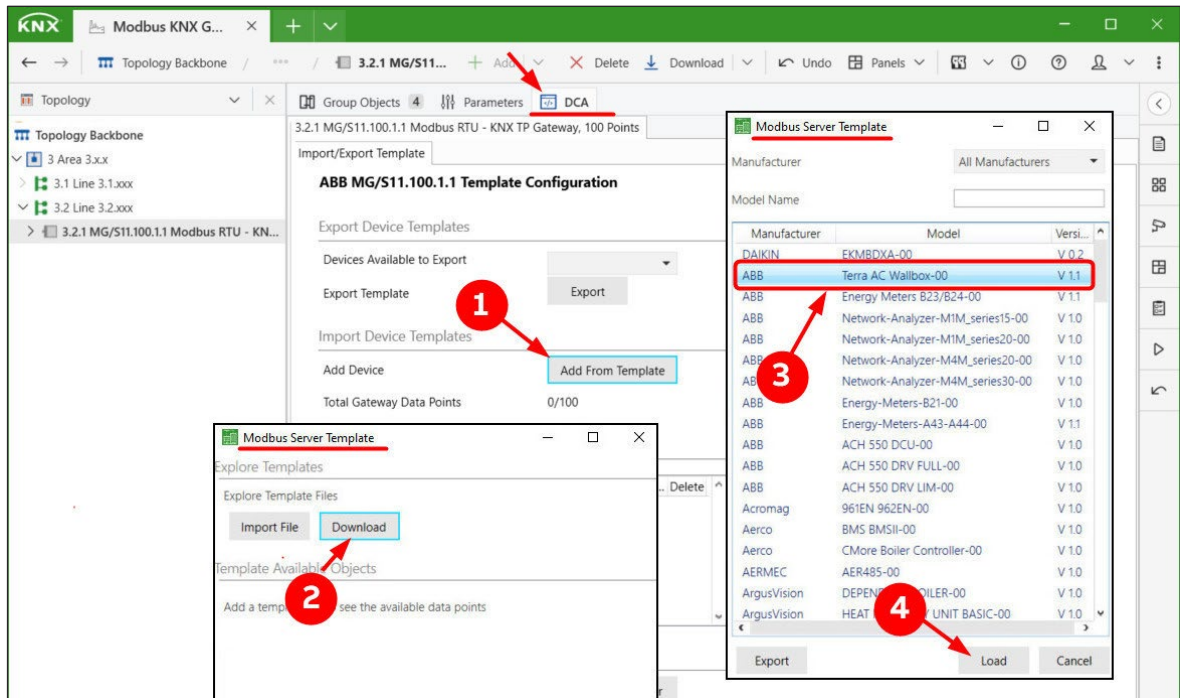 KNX Modbus KNX G...
Topology Backbone / ... / 3.2.1 MG/S11... Add Delete Download Undo Panels
Topology
Group Objects 4 Parameters DCA
Topology Backbone
3 Area 3.x.x
3.1 Line 3.1.xxx
3.2 Line 3.2.xxx
3.2.1 MG/S11.100.1.1 Modbus RTU - KN...
3.2.1 MG/S11.100.1.1 Modbus RTU - KNX TP Gateway, 100 Points
Import/Export Template
ABB MG/S11.100.1.1 Template Configuration
Export Device Templates
Devices Available to Export
Export Template Export
1
Import Device Templates
Add Device Add From Template
Total Gateway Data Points 0/100
.. Delete
Modbus Server Template
Explore Templates
Explore Template Files
Import File Download
Template Available Objects
2
Add a temp see the available data points
Modbus Server Template
Manufacturer All Manufacturers
Model Name
Manufacturer Model Versi...
DAIKIN EKMBDXA-00 V 0.2
ABB Terra AC Wallbox-00 V 1.1
ABB Energy Meters B23/B24-00 V 1.1
ABB Network-Analyzer-M1M_series15-00 V 1.0
ABB Network-Analyzer-M1M_series20-00 V 1.0
ABB Network-Analyzer-M4M_series20-00 V 1.0
3
AB Network-Analyzer-M4M_series30-00 V 1.0
ABB Energy-Meters-B21-00 V 1.0
ABB Energy-Meters-A43-A44-00 V 1.1
ABB ACH 550 DCU-00 V 1.0
ABB ACH 550 DRV FULL-00 V 1.0
ABB ACH 550 DRV LIM-00 V 1.0
Acromag 961EN 962EN-00 V 1.0
Aerco BMS BMSII-00 V 1.0
Aerco CMore Boiler Controller-00 V 1.0
AERMEC AER485-00 V 1.0
ArgusVision V 1.0
4
ArgusVision HEAT UNIT BASIC-00 V 1.0
Export Load Cancel